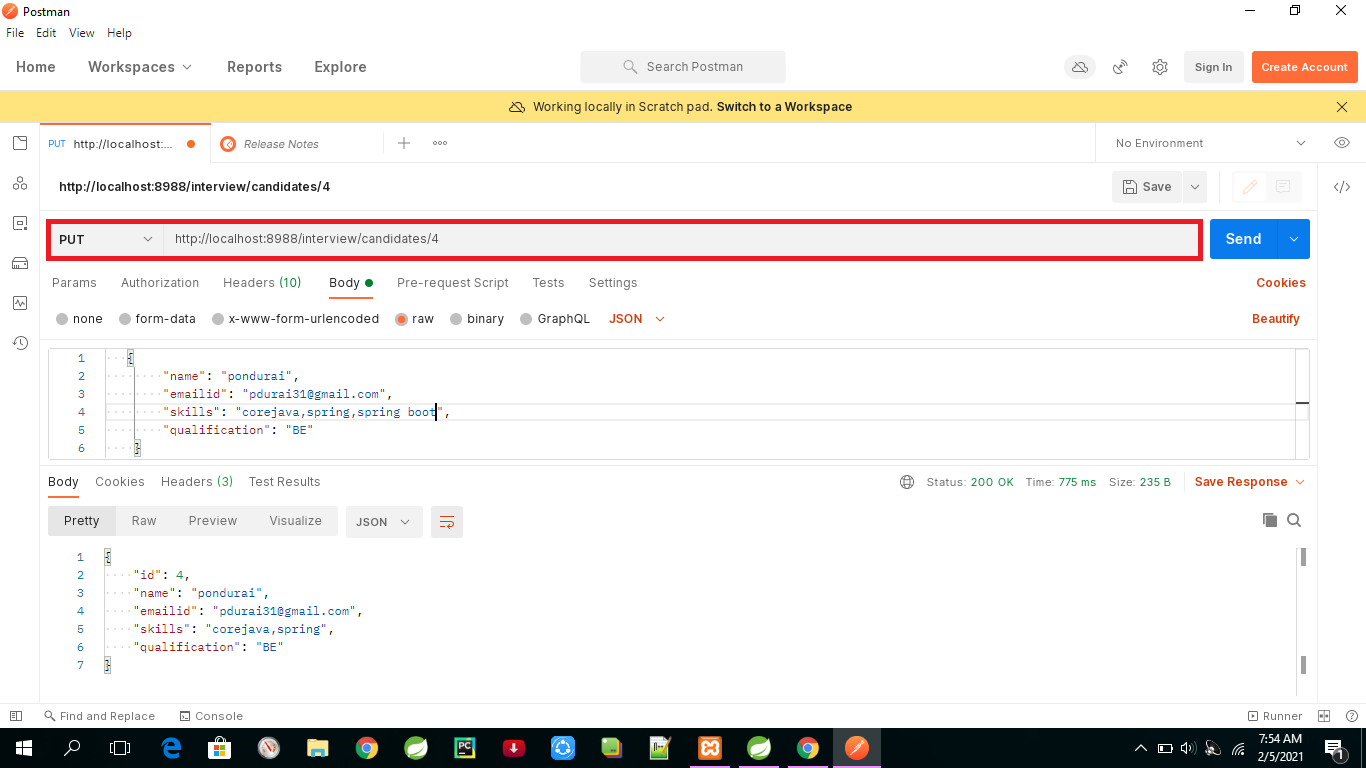 Postman
File Edit View Help
Home Workspaces Reports Explore Search Postman Sign In Create Account
Working locally in Scratch pad. Switch to a Workspace
PUT http://localhost:... Release Notes No Environment
http://localhost:8988/interview/candidates/4 Save
PUT http://localhost:8988/interview/candidates/4 Send
Params Authorization Headers (10) Body Pre-request Script Tests Settings Cookies
none form-data x-www-form-urlencoded raw binary GraphQL JSON Beautify
1 {
2 "name": "pondurai",
3 "emailid": "pdurai31@gmail.com",
4 "skills": "corejava,spring,spring boot",
5 "qualification": "BE"
6 }
Body Cookies Headers (3) Test Results Status: 200 OK Time: 775 ms Size: 235 B Save Response
Pretty Raw Preview Visualize JSON
1 {
2 "id": 4,
3 "name": "pondurai",
4 "emailid": "pdurai31@gmail.com",
5 "skills": "corejava,spring",
6 "qualification": "BE"
7 }
Find and Replace Console Runner
PC
7:54 AM
2/5/2021
1